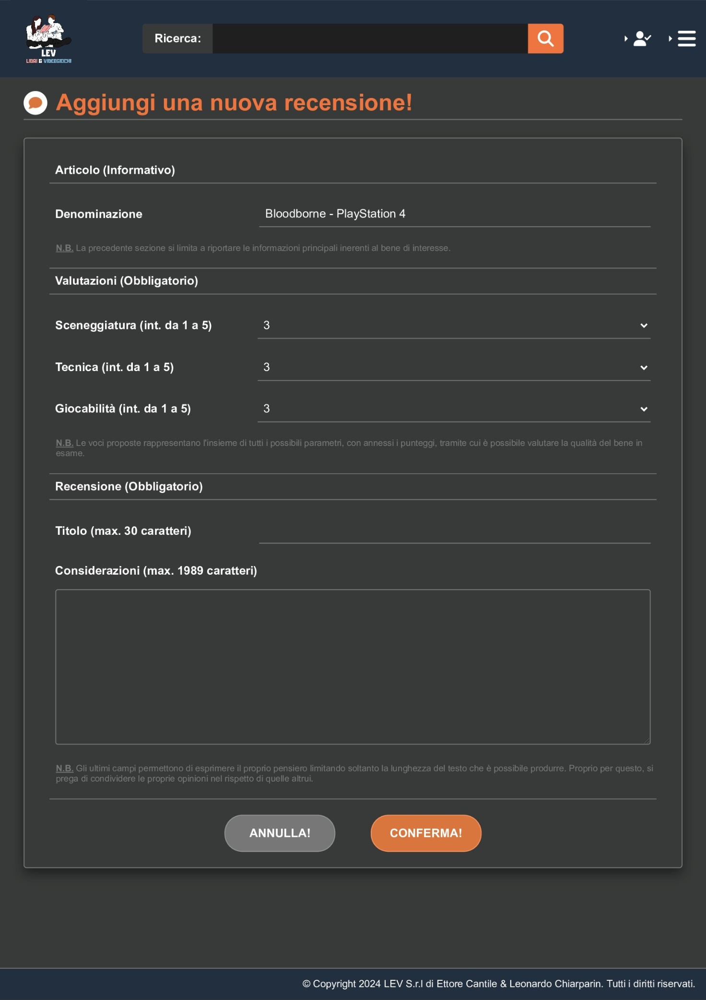 LEV
LIBRI & VIDEOGIOCHI
Ricerca:
Aggiungi una nuova recensione!
Articolo (Informativo)
Denominazione
Bloodborne - PlayStation 4
N.B. La precedente sezione si limita a riportare le informazioni principali inerenti al bene di interesse.
Valutazioni (Obbligatorio)
Sceneggiatura (int. da 1 a 5)
3
Tecnica (int. da 1 a 5)
3
Giocabilità (int. da 1 a 5)
3
N.B. Le voci proposte rappresentano l'insieme di tutti i possibili parametri, con annessi i punteggi, tramite cui è possibile valutare la qualità del bene in
esame.
Recensione (Obbligatorio)
Titolo (max. 30 caratteri)
Considerazioni (max. 1989 caratteri)
N.B. Gli ultimi campi permettono di esprimere il proprio pensiero limitando soltanto la lunghezza del testo che è possibile produrre. Proprio per questo, si
prega di condividere le proprie opinioni nel rispetto di quelle altrui.
ANNULLA!
CONFERMA!
© Copyright 2024 LEV S.r.l di Ettore Cantile & Leonardo Chiarparin. Tutti i diritti riservati.